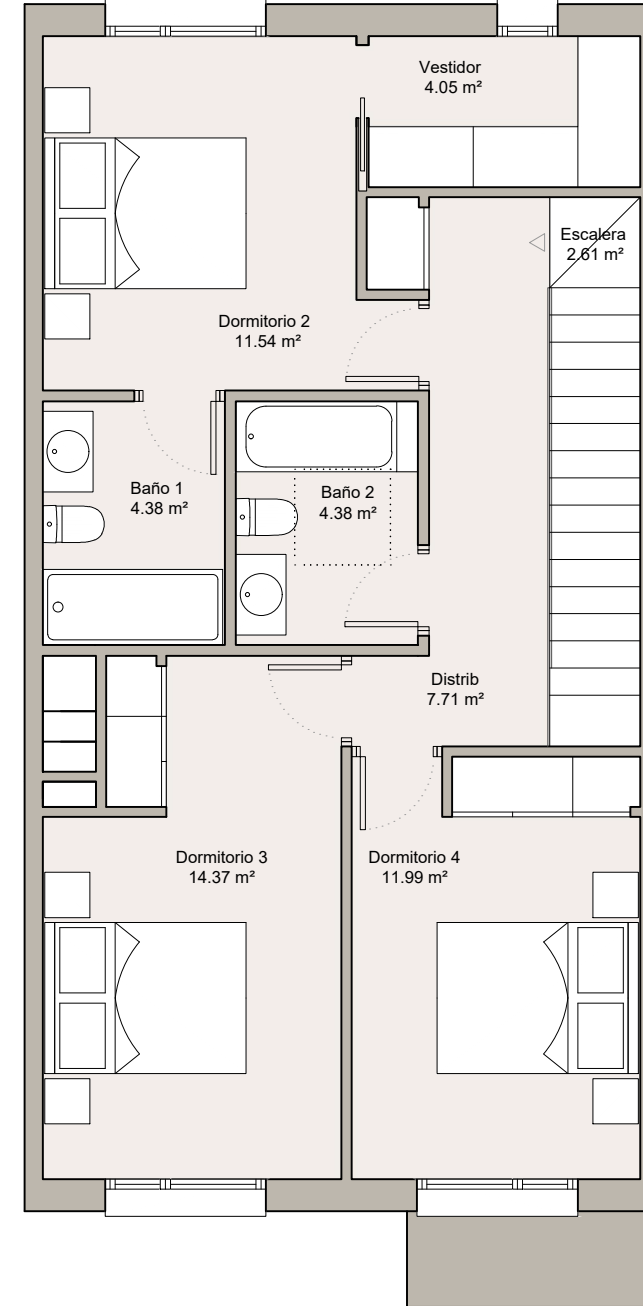 Vestidor
4.05 m²
Escalera
2.61 m²
Dormitorio 2
11.54 m²
Baño 1
4.38 m²
Baño 2
4.38 m²
Distrib
7.71 m²
Dormitorio 3
14.37 m²
Dormitorio 4
11.99 m²